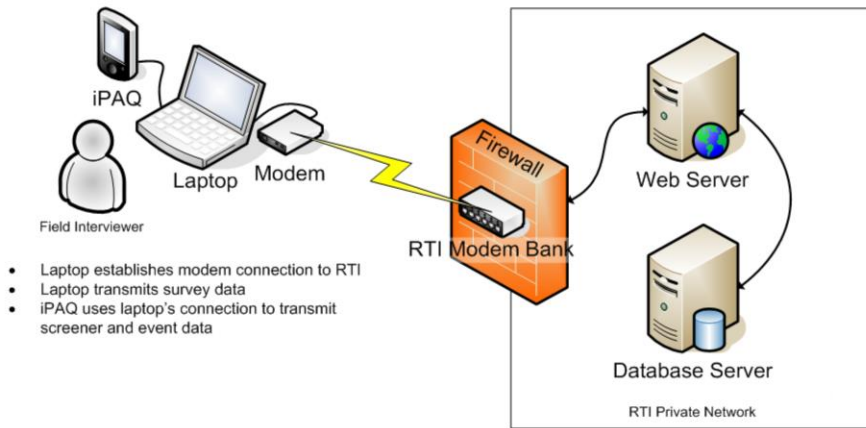 iPAQ
Laptop
Modem
Field Interviewer
• Laptop establishes modem connection to RTI
• Laptop transmits survey data
• iPAQ uses laptop's connection to transmit
screener and event data
Firewall
RTI Modem Bank
Web Server
Database Server
RTI Private Network